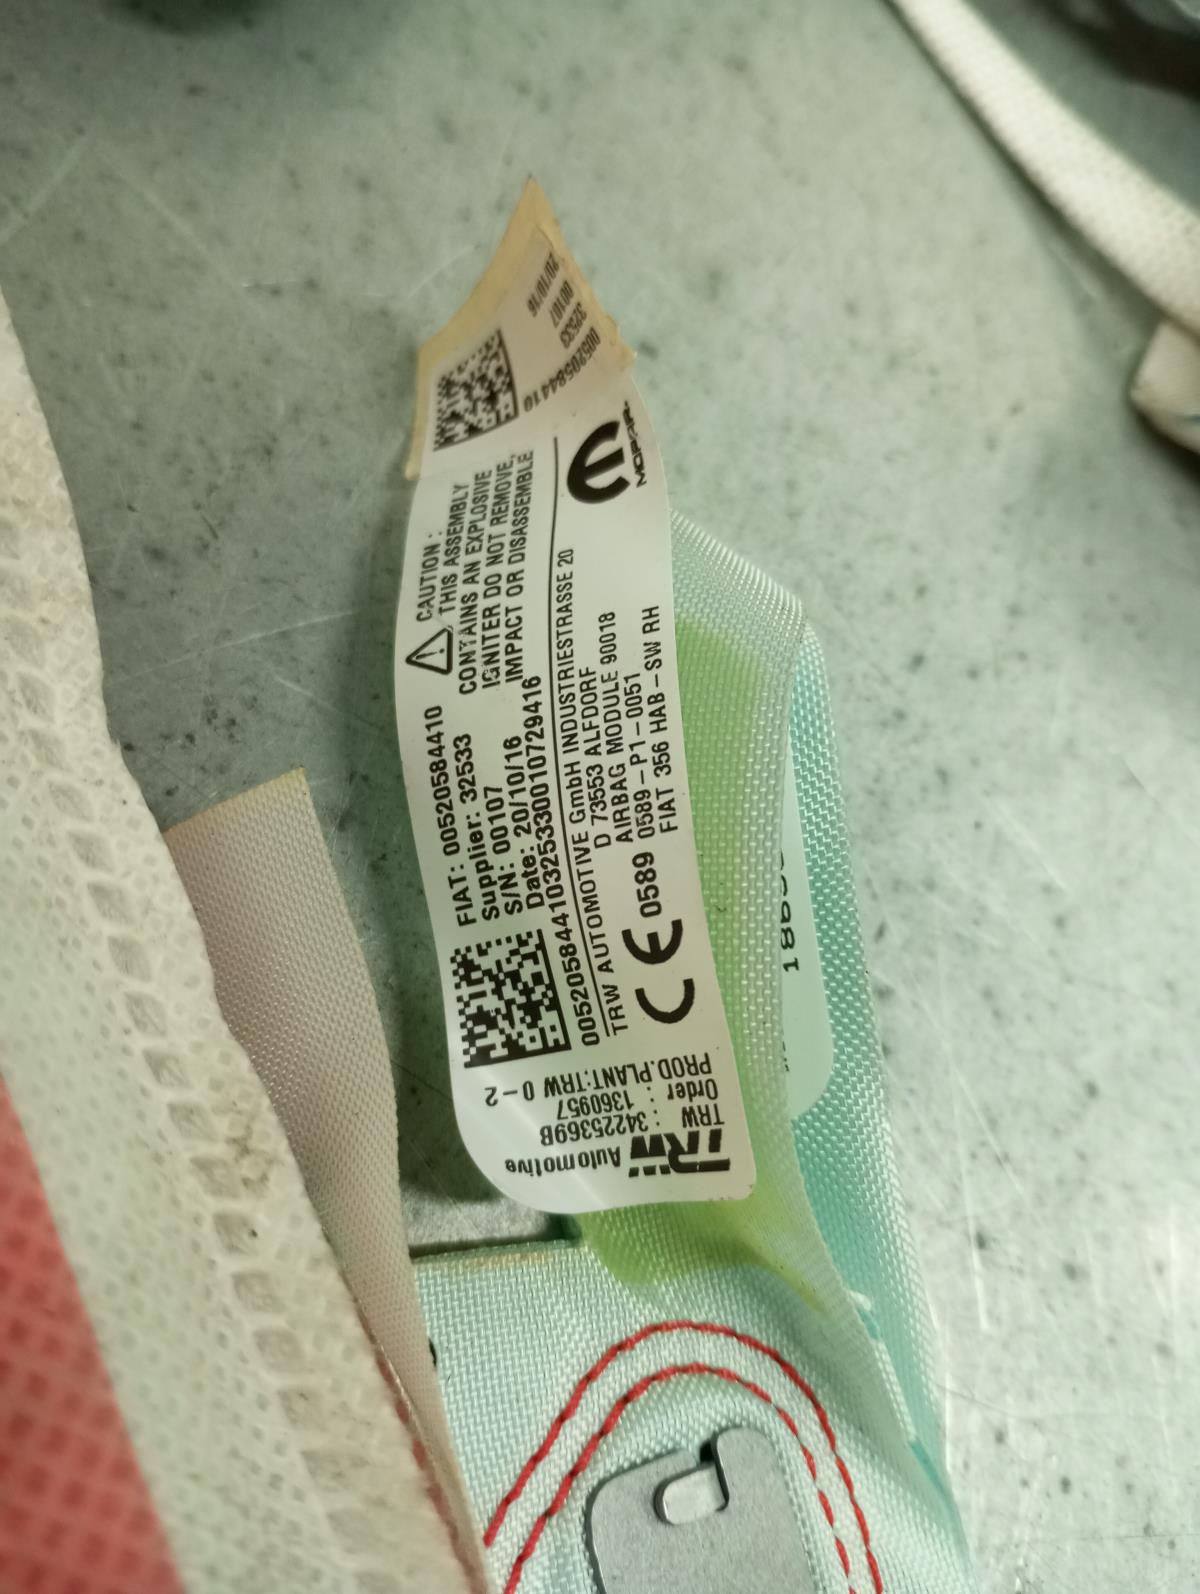 00520584410
32533
00107
20/10/16
CAUTION :
THIS ASSEMBLY
CONTAINS AN EXPLOSIVE
IGNITER DO NOT REMOVE,
IMPACT OR DISASSEMBLE
FIAT: 00520584410
Supplier: 32533
S/N: 00107
Date: 20/10/16
00520584410325330010729416
TRW AUTOMOTIVE GmbH INDUSTRIESTRASSE 20
D 73553 ALFDORF
AIRBAG MODULE 90018
CE 0589 0589-P1-0051
FIAT 356 HAB-SW RH
MOPAR
TRW Automotive
TRW : 34225369B
Order : 1360957
PROD.PLANT:TRW 0-2